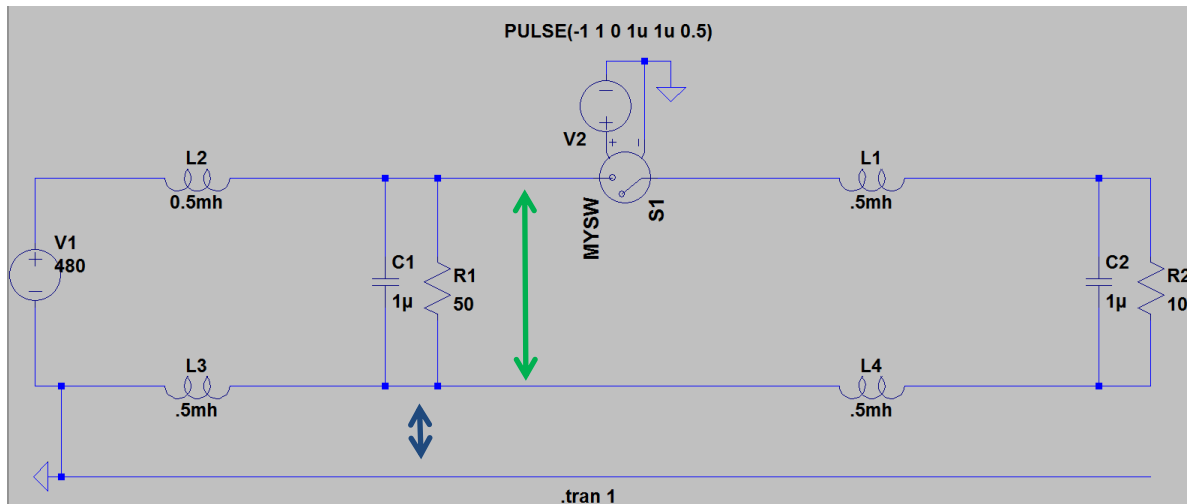 PULSE(-1 1 0 1u 1u 0.5)
V2
+
-
L2
0.5mh
MYSW
S1
L1
.5mh
V1
480
C1
1µ
R1
50
C2
1µ
R2
10
L3
.5mh
L4
.5mh
.tran 1